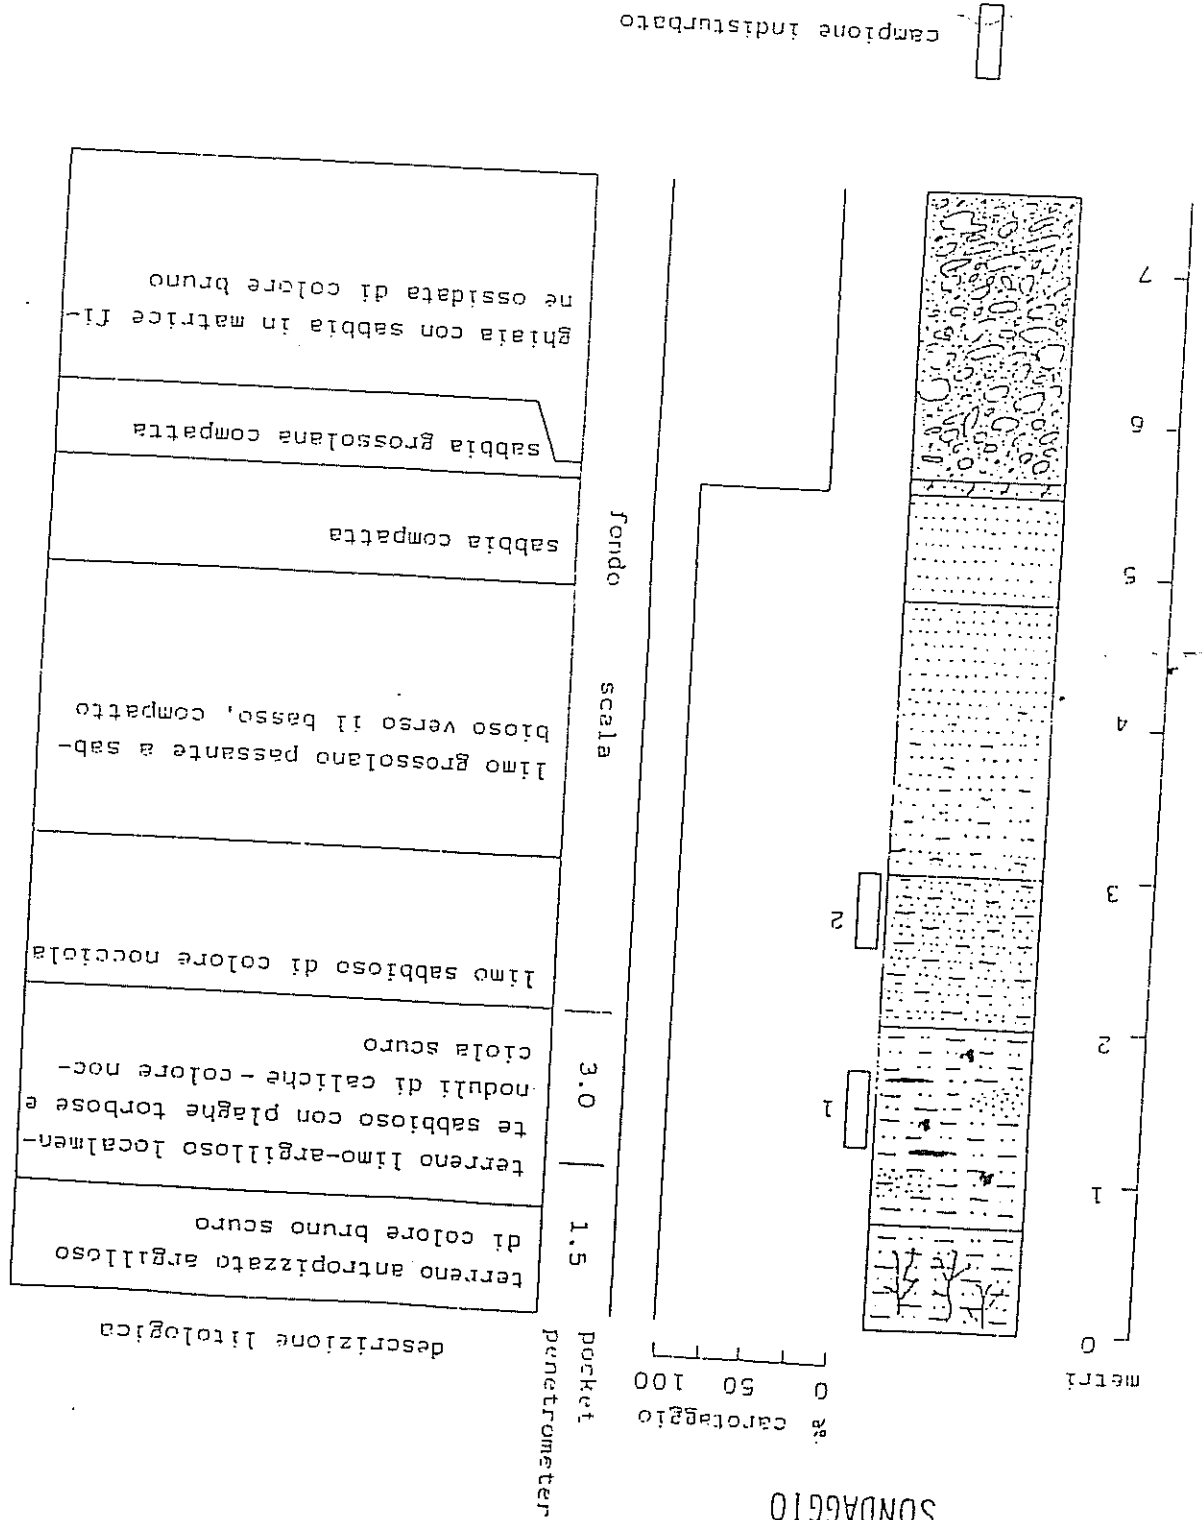 SONDAGGIO
metri
0
1
2
3
4
5
6
7
% carotaggio
0 50 100
pocket
penetrometer
descrizione litologica
1.5
3.0
fondo scala
1
2
terreno antropizzato argilloso
di colore bruno scuro
terreno limo-argilloso localmen-
te sabbioso con plaghe torbose e
noduli di caliche - colore noc-
ciola scuro
limo sabbioso di colore nocciola
limo grossolano passante a sab-
bioso verso il basso, compatto
sabbia compatta
sabbia grossolana compatta
ghiaia con sabbia in matrice fi-
ne ossidata di colore bruno
campione indisturbato